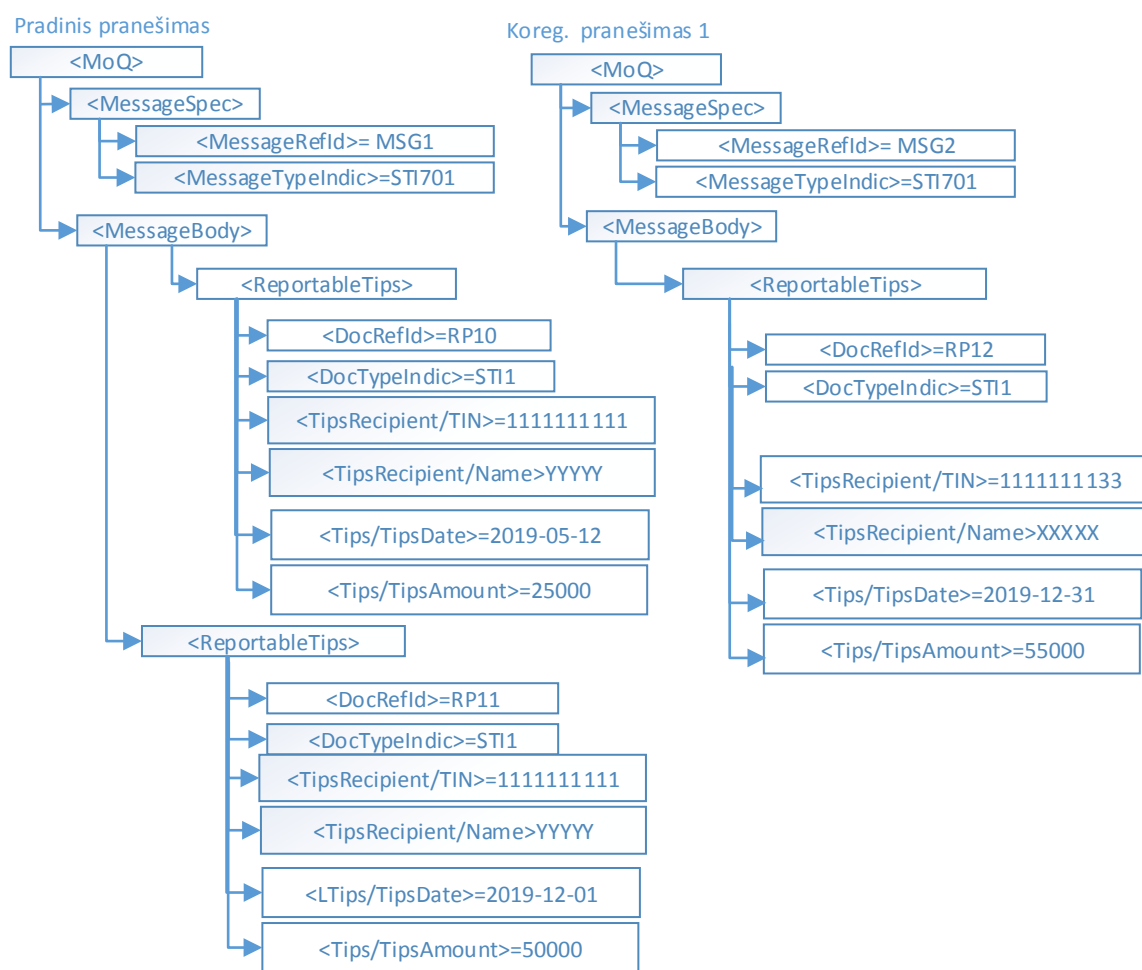 Pradinis pranešimas
<MoQ>
<MessageSpec>
<MessageRefId>= MSG1
<MessageTypeIndic>=STI701
<MessageBody>
<ReportableTips>
<DocRefId>=RP10
<DocTypeIndic>=STI1
<TipsRecipient/TIN>=1111111111
<TipsRecipient/Name>YYYYY
<Tips/TipsDate>=2019-05-12
<Tips/TipsAmount>=25000
<ReportableTips>
<DocRefId>=RP11
<DocTypeIndic>=STI1
<TipsRecipient/TIN>=1111111111
<TipsRecipient/Name>YYYYY
<LTips/TipsDate>=2019-12-01
<Tips/TipsAmount>=50000
Koreg. pranešimas 1
<MoQ>
<MessageSpec>
<MessageRefId>= MSG2
<MessageTypeIndic>=STI701
<MessageBody>
<ReportableTips>
<DocRefId>=RP12
<DocTypeIndic>=STI1
<TipsRecipient/TIN>=1111111133
<TipsRecipient/Name>XXXXX
<Tips/TipsDate>=2019-12-31
<Tips/TipsAmount>=55000